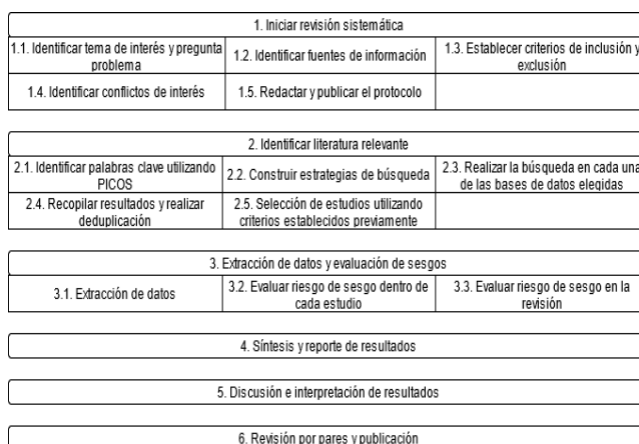 1. Iniciar revisión sistemática
1.1. Identificar tema de interés y pregunta
problema
1.2. Identificar fuentes de información
1.3. Establecer criterios de inclusión y
exclusión
1.4. Identificar conflictos de interés
1.5. Redactar y publicar el protocolo
2. Identificar literatura relevante
2.1. Identificar palabras clave utilizando
PICOS
2.2. Construir estrategias de búsqueda
2.3. Realizar la búsqueda en cada una
de las bases de datos elegidas
2.4. Recopilar resultados y realizar
deduplicación
2.5. Selección de estudios utilizando
criterios establecidos previamente
3. Extracción de datos y evaluación de sesgos
3.1. Extracción de datos
3.2. Evaluar riesgo de sesgo dentro de
cada estudio
3.3. Evaluar riesgo de sesgo en la
revisión
4. Síntesis y reporte de resultados
5. Discusión e interpretación de resultados
6. Revisión por pares y publicación